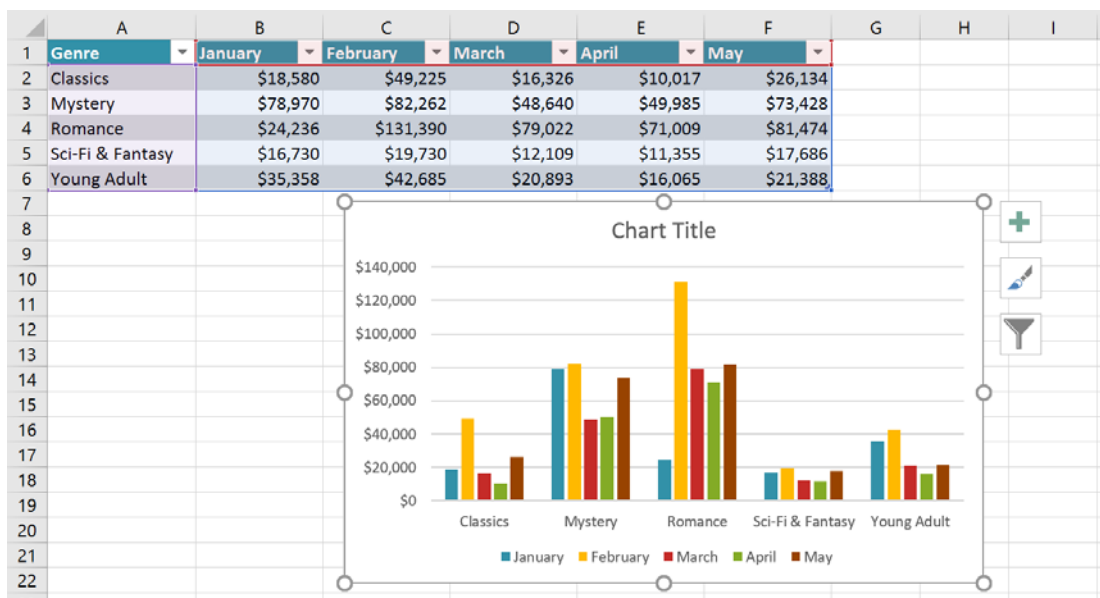 A B C D E F G H I
1 Genre January February March April May
2 Classics $18,580 $49,225 $16,326 $10,017 $26,134
3 Mystery $78,970 $82,262 $48,640 $49,985 $73,428
4 Romance $24,236 $131,390 $79,022 $71,009 $81,474
5 Sci-Fi & Fantasy $16,730 $19,730 $12,109 $11,355 $17,686
6 Young Adult $35,358 $42,685 $20,893 $16,065 $21,388
7
8 Chart Title
9
10 $140,000
11 $120,000
12 $100,000
13
14 $80,000
15 $60,000
16 $40,000
17
18 $20,000
19 $0
20 Classics Mystery Romance Sci-Fi & Fantasy Young Adult
21 January February March April May
22